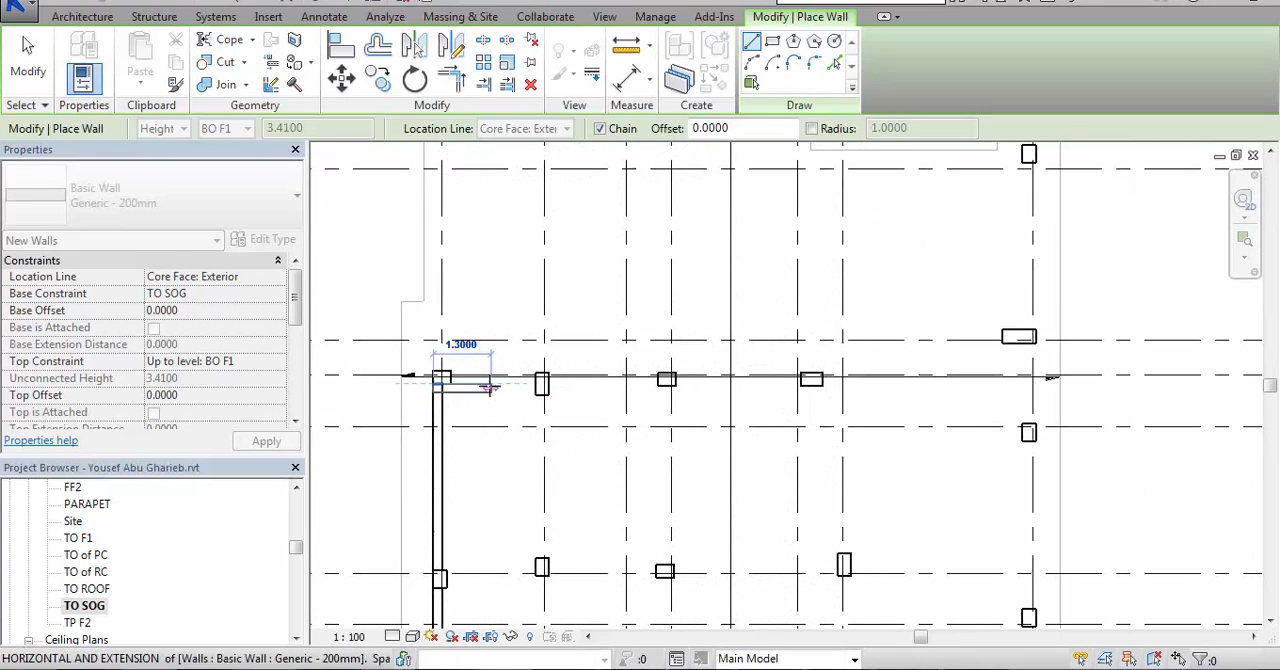 Architecture Structure Systems Insert Annotate Analyze Massing & Site Collaborate View Manage Add-Ins Modify | Place Wall
Modify Paste Cope Cut Join
Select Properties Clipboard Geometry Modify View Measure Create Draw
Modify | Place Wall Height BO F1 3.4100 Location Line: Core Face: Exter Chain Offset: 0.0000 Radius: 1.0000
Properties
Basic Wall
Generic - 200mm
New Walls Edit Type
Constraints
Location Line Core Face: Exterior
Base Constraint TO SOG
Base Offset 0.0000
Base is Attached
Base Extension Distance 0.0000
Top Constraint Up to level: BO F1
Unconnected Height 3.4100
Top Offset 0.0000
Top is Attached
Top Extension Distance 0.0000
Properties help Apply
Project Browser - Yousef Abu Gharieb.rvt
FF2
PARAPET
Site
TO F1
TO of PC
TO of RC
TO ROOF
TO SOG
TP F2
Ceiling Plans
1.3000
2D
1 : 100
HORIZONTAL AND EXTENSION of [Walls : Basic Wall : Generic - 200mm]. Spa :0 Main Model :0